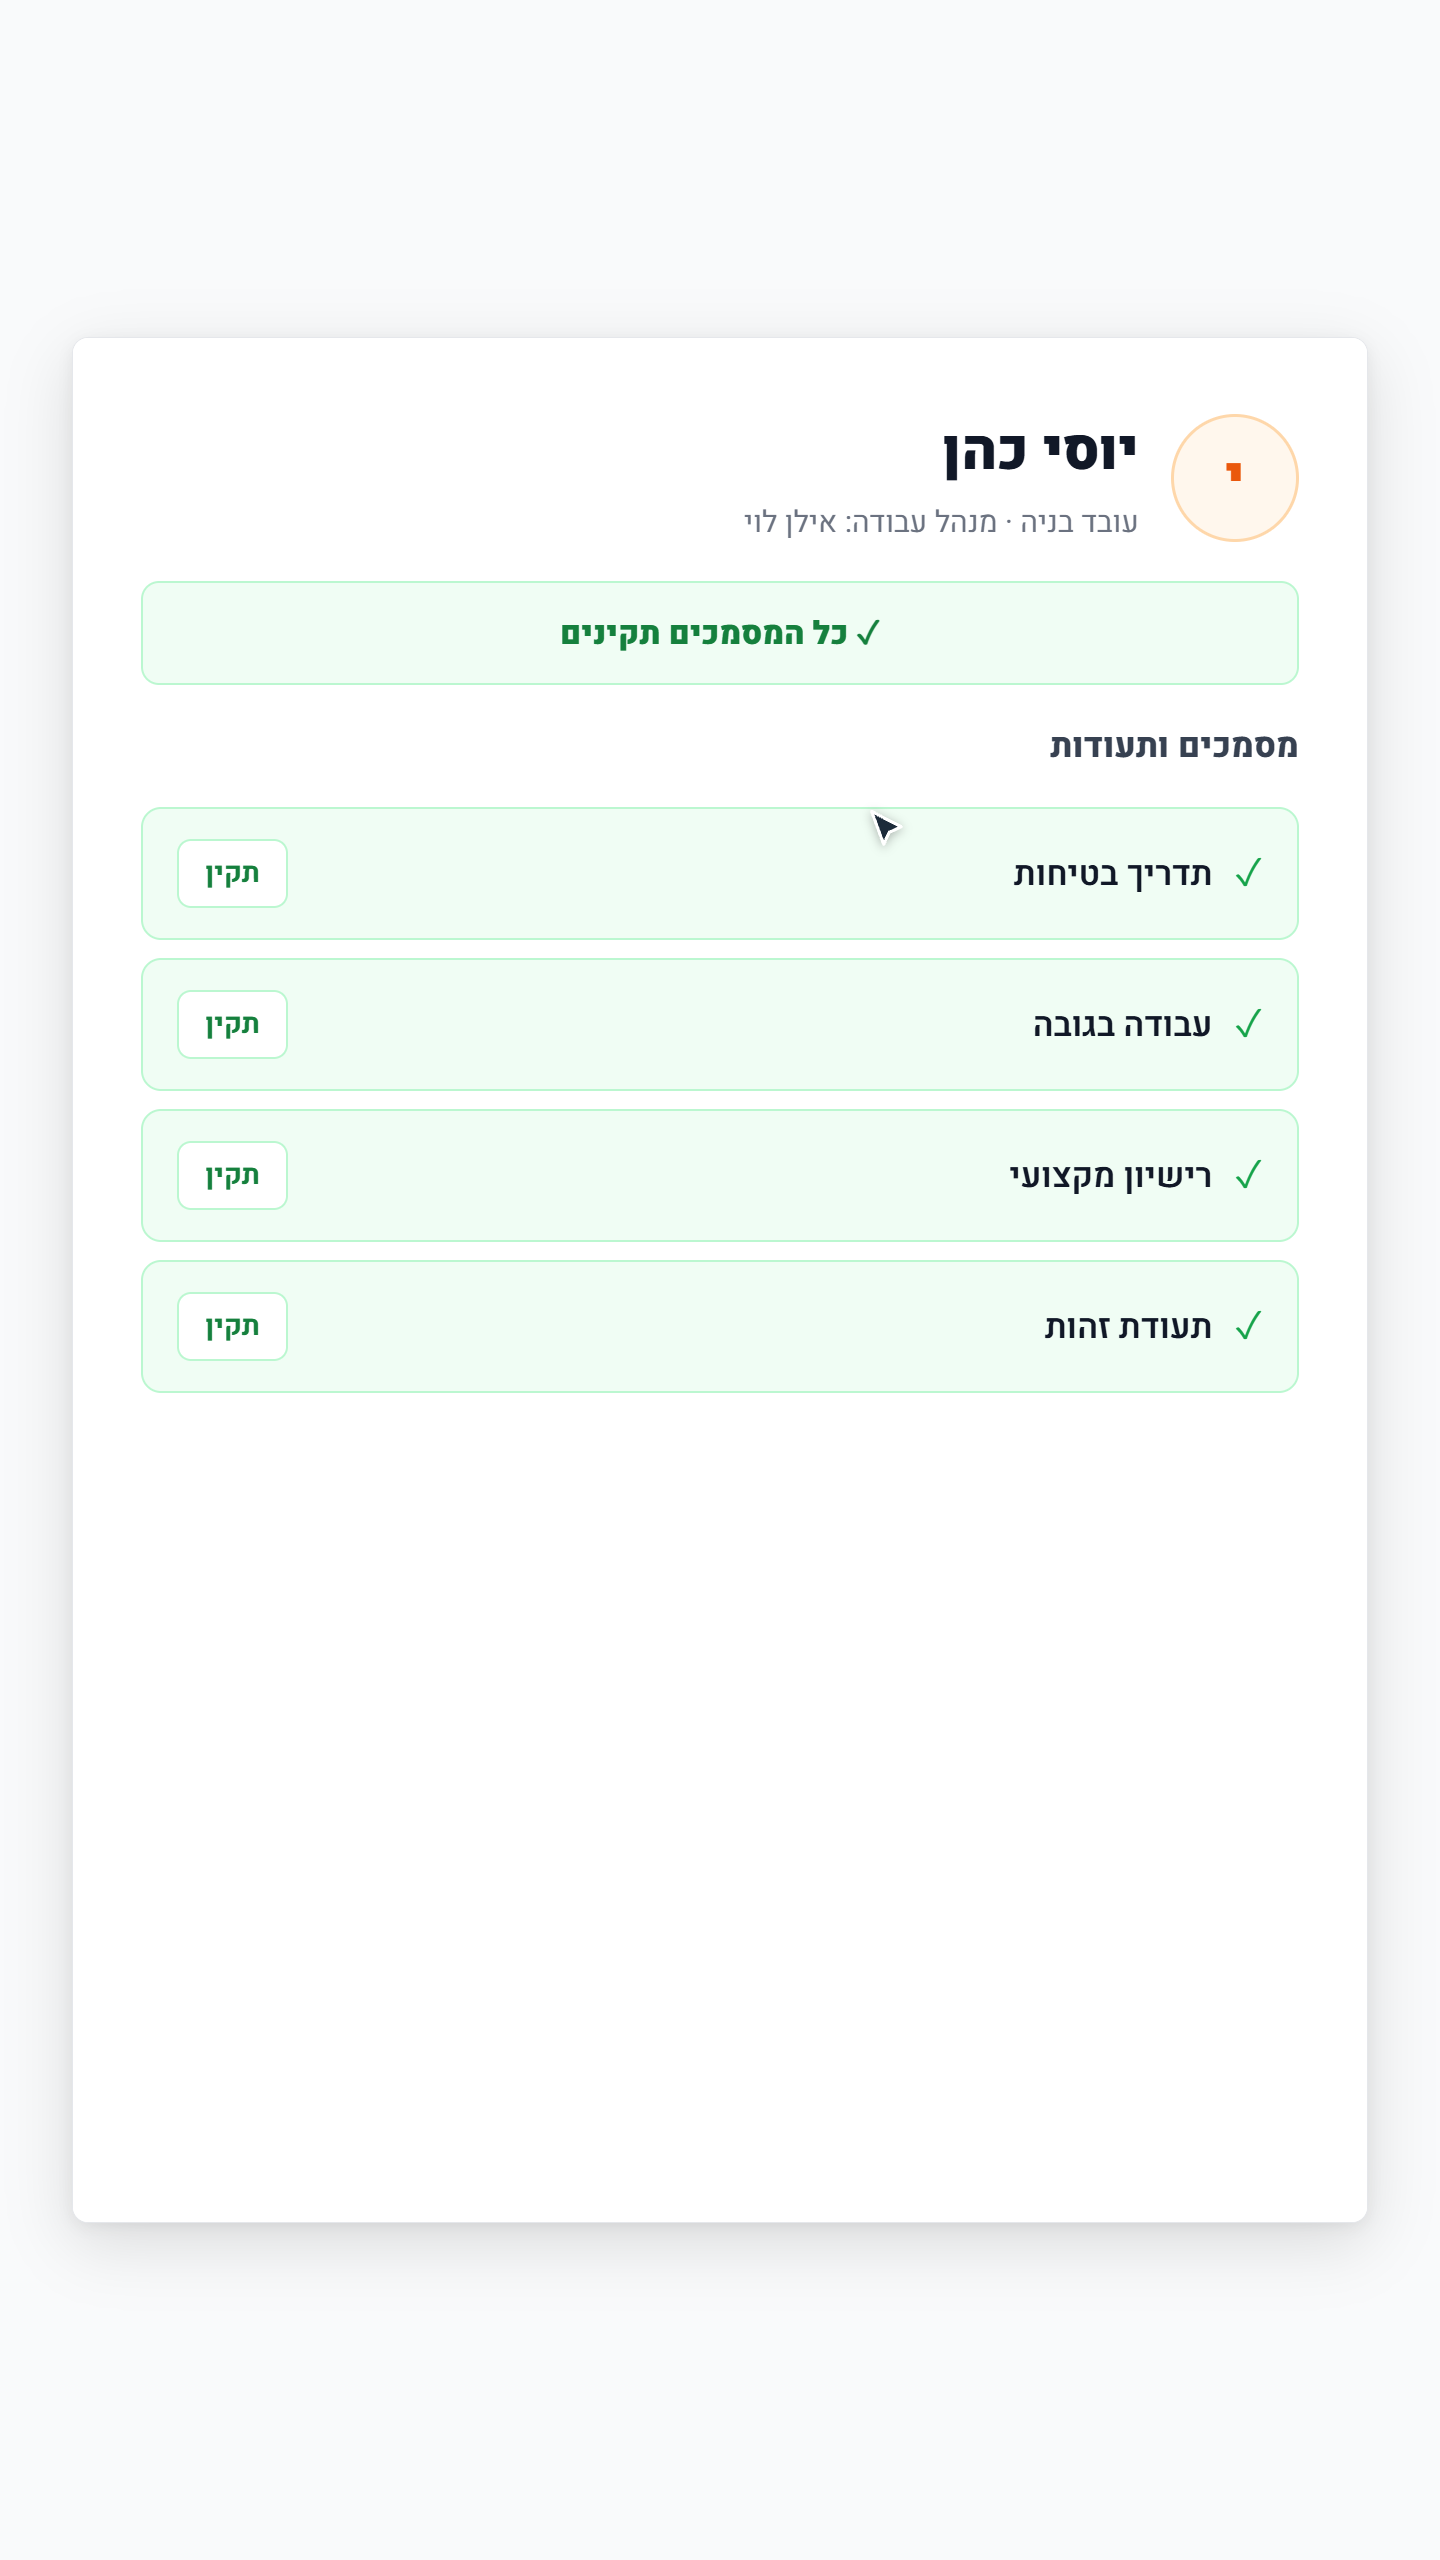 י
יוסי כהן
עובד בניה · מנהל עבודה: אילן לוי
✓ כל המסמכים תקינים
מסמכים ותעודות
✓ תדריך בטיחות תקין
✓ עבודה בגובה תקין
✓ רישיון מקצועי תקין
✓ תעודת זהות תקין